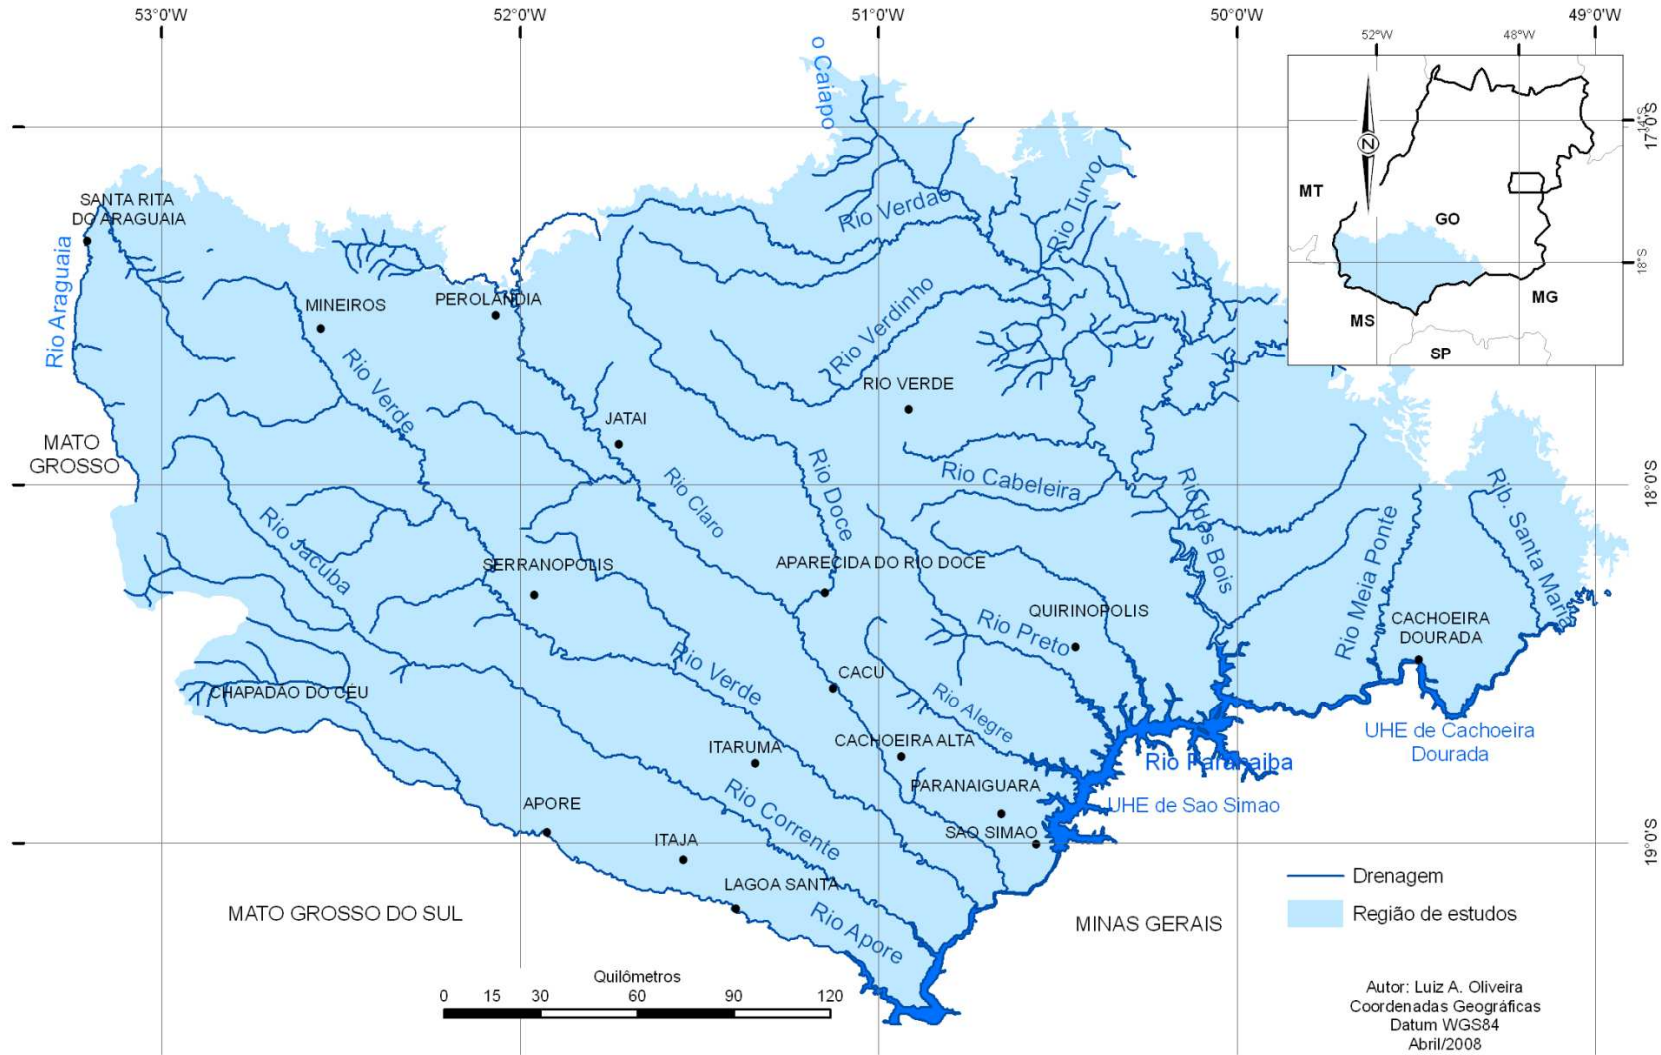 53°0'W
52°0'W
51°0'W
50°0'W
49°0'W
52°W
48°W
14°S
17°0'S
18°S
18°0'S
19°0'S
MT
GO
MG
MS
SP
N
o Caiapo
SANTA RITA
DO ARAGUAIA
Rio Araguaia
MINEIROS
PEROLANDIA
Rio Verdao
Rio Turvo
Rio Verdinho
Rio Verde
RIO VERDE
JATAI
MATO
GROSSO
Rio Claro
Rio Doce
Rio Cabeleira
Rio dos Bois
Rio Meia Ponte
Rib. Santa Maria
Rio Jacuba
SERRANOPOLIS
APARECIDA DO RIO DOCE
QUIRINOPOLIS
Rio Preto
CACHOEIRA
DOURADA
CHAPADAO DO CÉU
Rio Verde
CACU
Rio Alegre
ITARUMA
CACHOEIRA ALTA
UHE de Cachoeira
Dourada
Rio Paranaiba
PARANAIGUARA
UHE de Sao Simao
APORE
Rio Corrente
SAO SIMAO
ITAJA
LAGOA SANTA
Rio Apore
MATO GROSSO DO SUL
MINAS GERAIS
Drenagem
Região de estudos
Quilômetros
0 15 30 60 90 120
Autor: Luiz A. Oliveira
Coordenadas Geográficas
Datum WGS84
Abril/2008